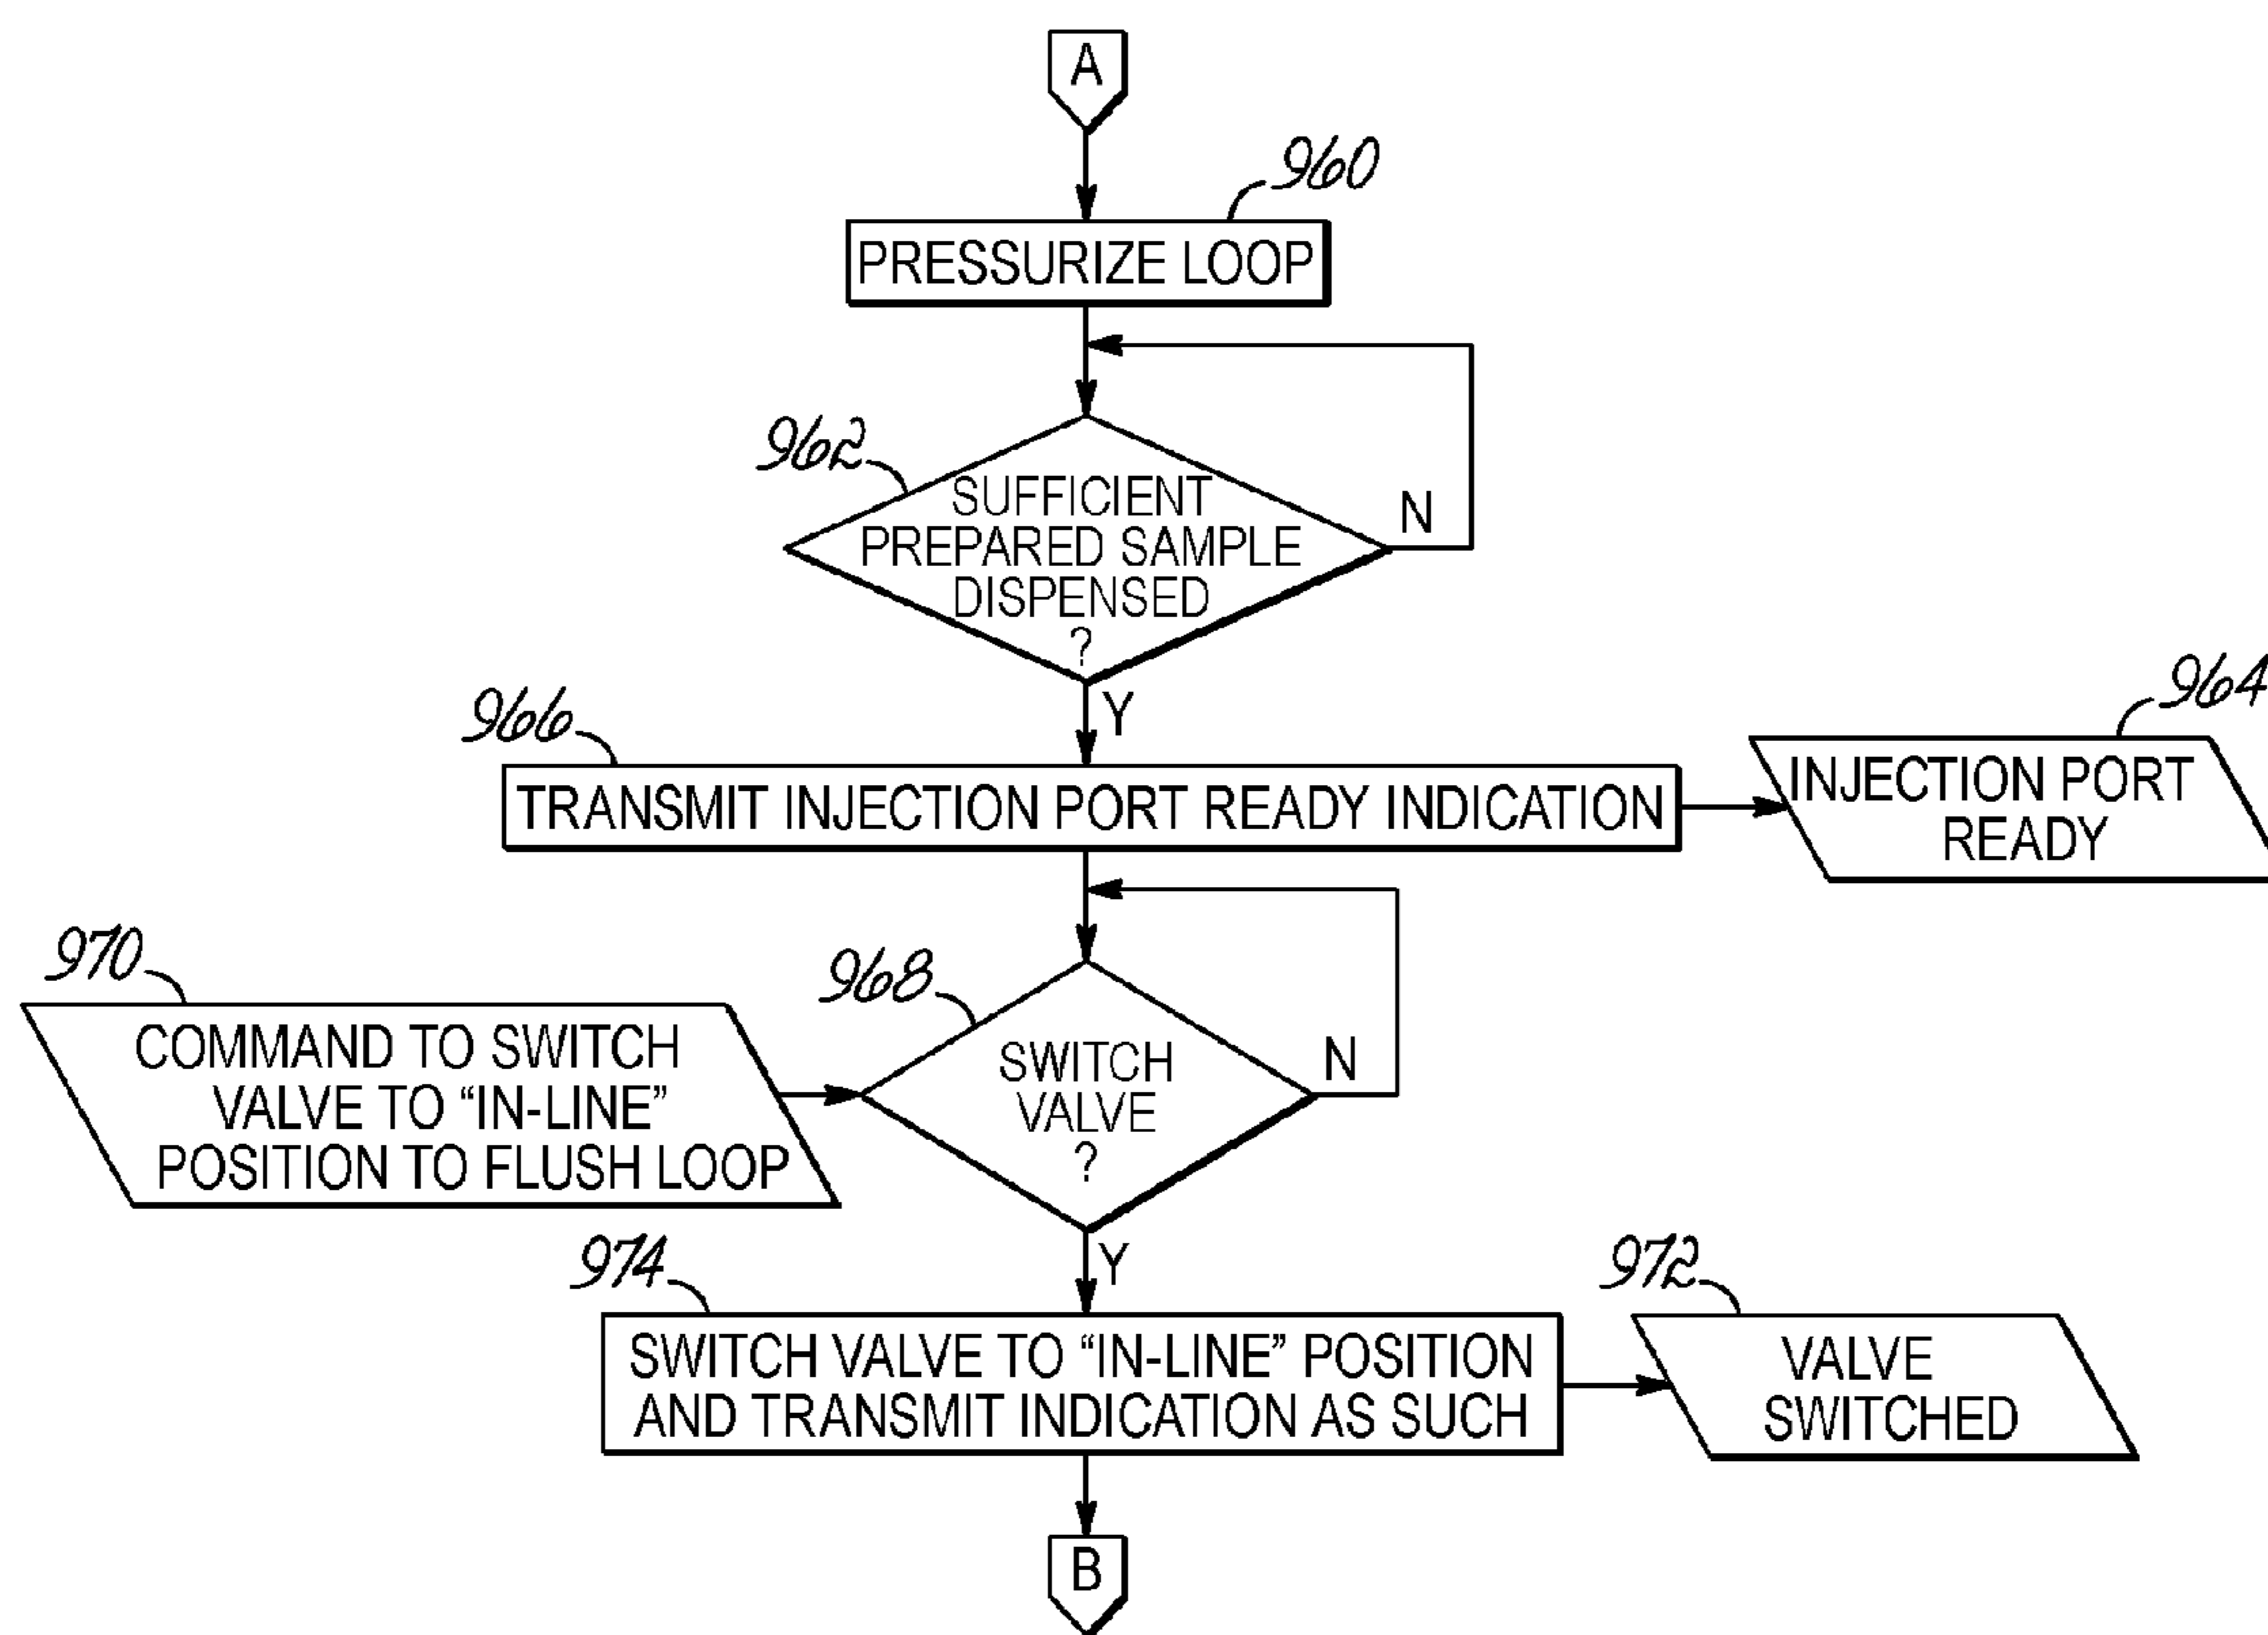 A
960
PRESSURIZE LOOP
962
SUFFICIENT
PREPARED SAMPLE
DISPENSED
?
N
Y
966
TRANSMIT INJECTION PORT READY INDICATION
964
INJECTION PORT
READY
970
COMMAND TO SWITCH
VALVE TO “IN-LINE”
POSITION TO FLUSH LOOP
968
SWITCH
VALVE
?
N
Y
974
SWITCH VALVE TO “IN-LINE” POSITION
AND TRANSMIT INDICATION AS SUCH
972
VALVE
SWITCHED
B